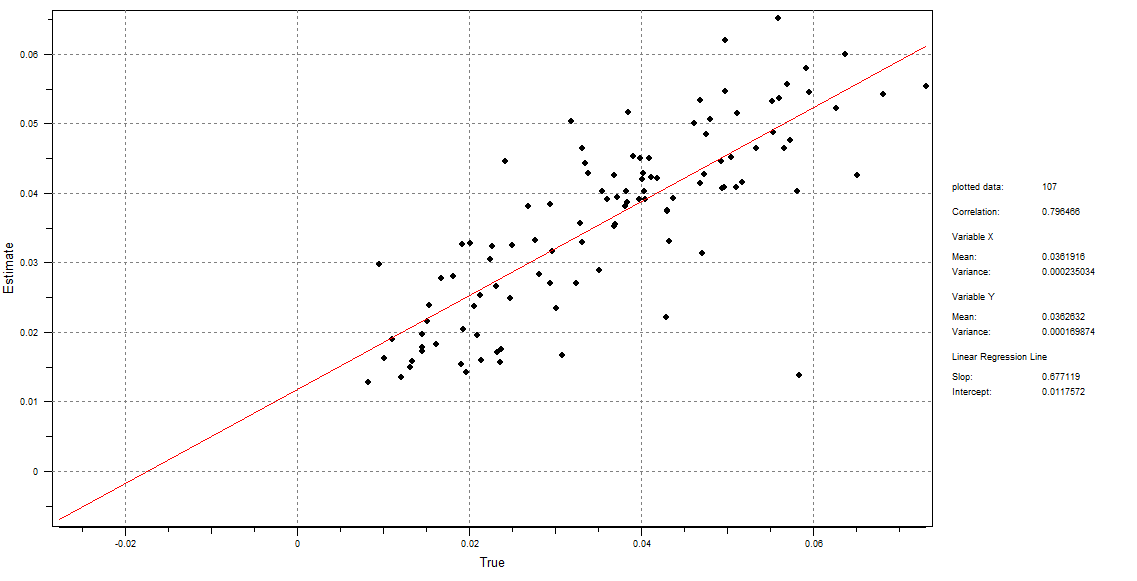 0.06
0.05
0.04
0.03
0.02
0.01
0
Estimate
-0.02
0
0.02
0.04
0.06
True
plotted data: 107
Correlation: 0.796466
Variable X
Mean: 0.0361916
Variance: 0.000235034
Variable Y
Mean: 0.0362632
Variance: 0.000169874
Linear Regression Line
Slop: 0.677119
Intercept: 0.0117572